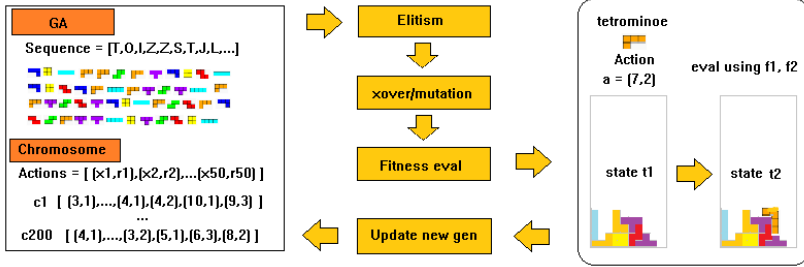 GA
Sequence = [T,O,I,Z,Z,S,T,J,L,...]
Chromosome
Actions = [ (x1,r1),(x2,r2),...(x50,r50) ]
c1 [ (3,1),...,(4,1),(4,2),(10,1),(9,3) ]
...
c200 [ (4,1),...,(3,2),(5,1),(6,3),(8,2) ]
Elitism
xover/mutation
Fitness eval
Update new gen
tetrominoe
Action
a = (7,2)
eval using f1, f2
state t1
state t2